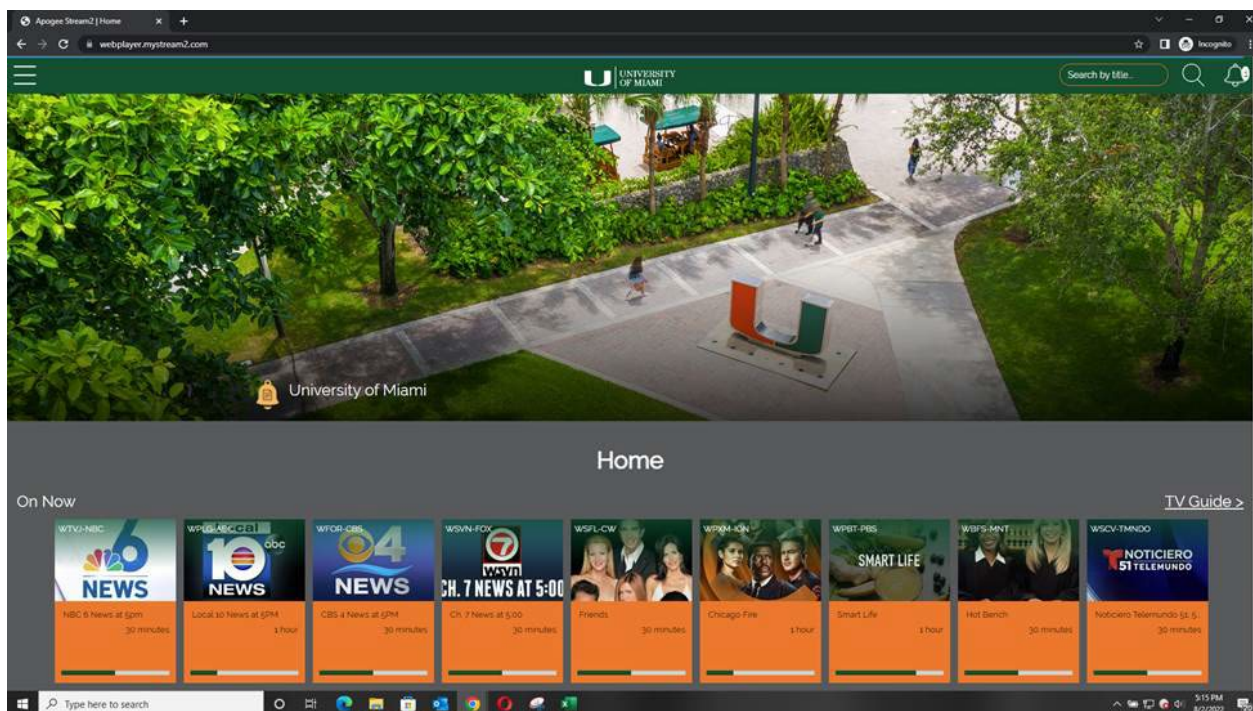 Apogee Stream2 | Home
webplayer.mystream2.com
Incognito
UNIVERSITY
OF MIAMI
Search by title...
University of Miami
Home
On Now
TV Guide >
WTVJ-NBC
6
NEWS
NBC 6 News at 5pm
30 minutes
WPLG-ABC
Local
10
abc
NEWS
Local 10 News at 5PM
1 hour
WFOR-CBS
4
NEWS
CBS 4 News at 5PM
30 minutes
WSVN-FOX
7
WSVN
CH. 7 NEWS AT 5:00
Ch. 7 News at 5:00
30 minutes
WSFL-CW
Friends
30 minutes
WPXM-ION
Chicago Fire
1 hour
WPBT-PBS
SMART LIFE
Smart Life
1 hour
WBFS-MNT
Hot Bench
30 minutes
WSCV-TMNDO
NOTICIERO
51 TELEMUNDO
Noticiero Telemundo 51, 5...
30 minutes
Type here to search
5:15 PM
8/2/2022